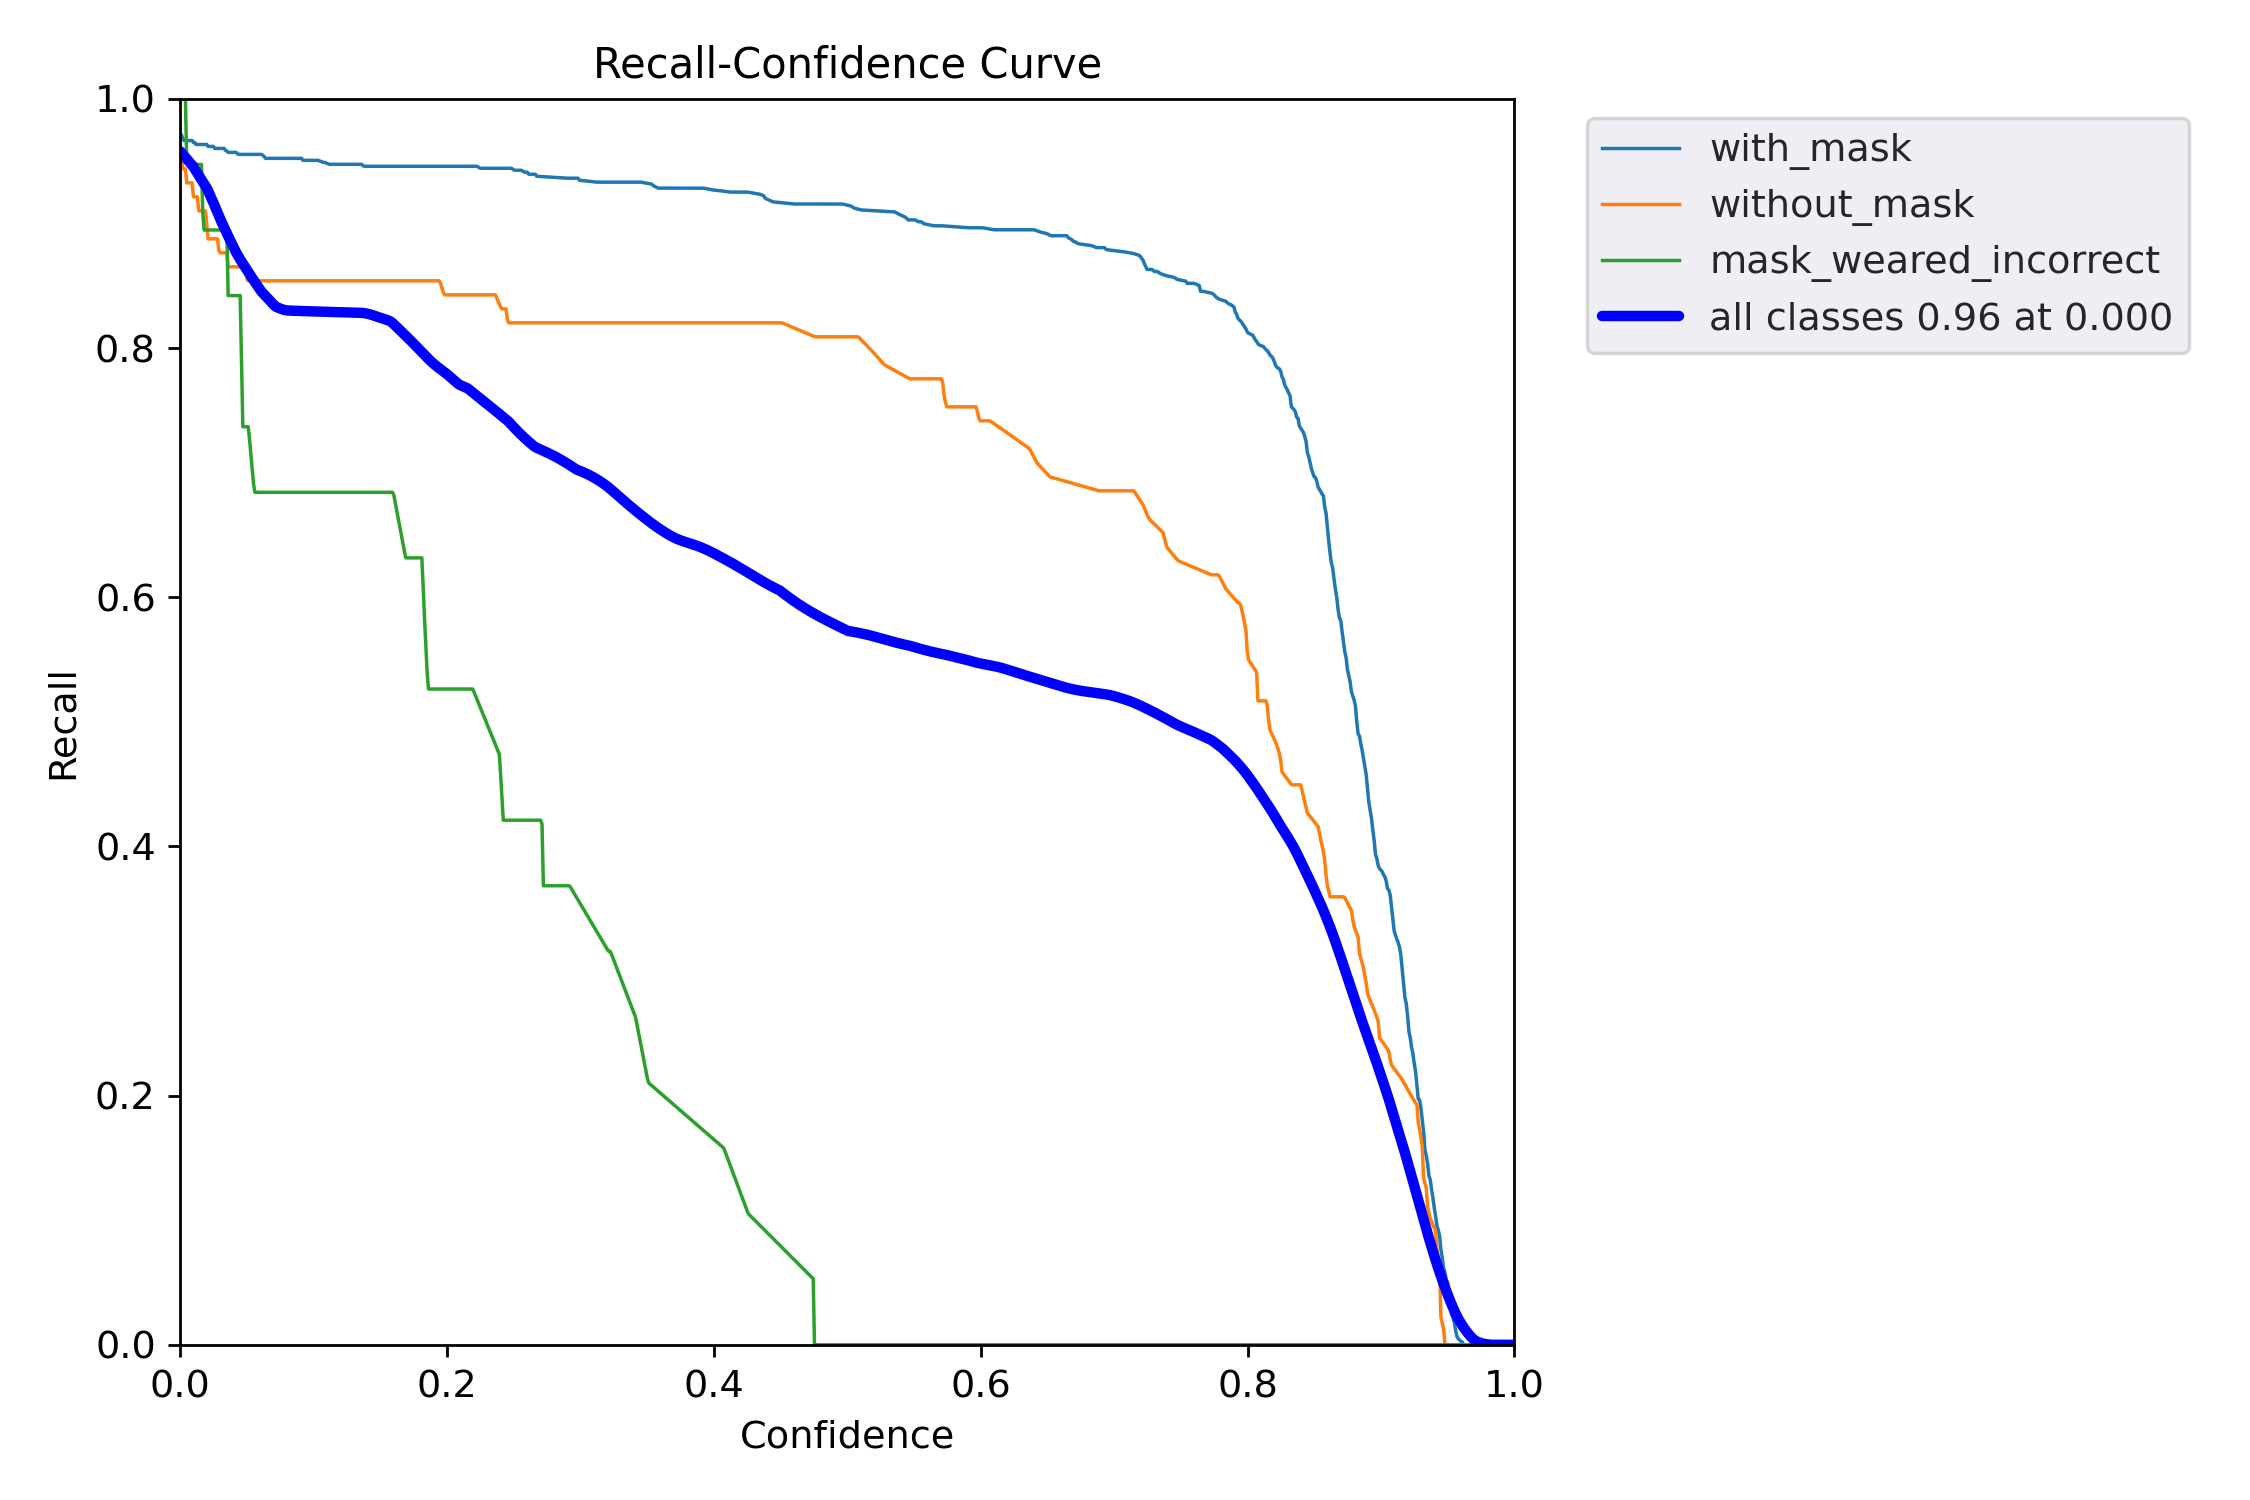 Recall-Confidence Curve
1.0
0.8
0.6
0.4
0.2
0.0
Recall
0.0 0.2 0.4 0.6 0.8 1.0
Confidence
with_mask
without_mask
mask_weared_incorrect
all classes 0.96 at 0.000